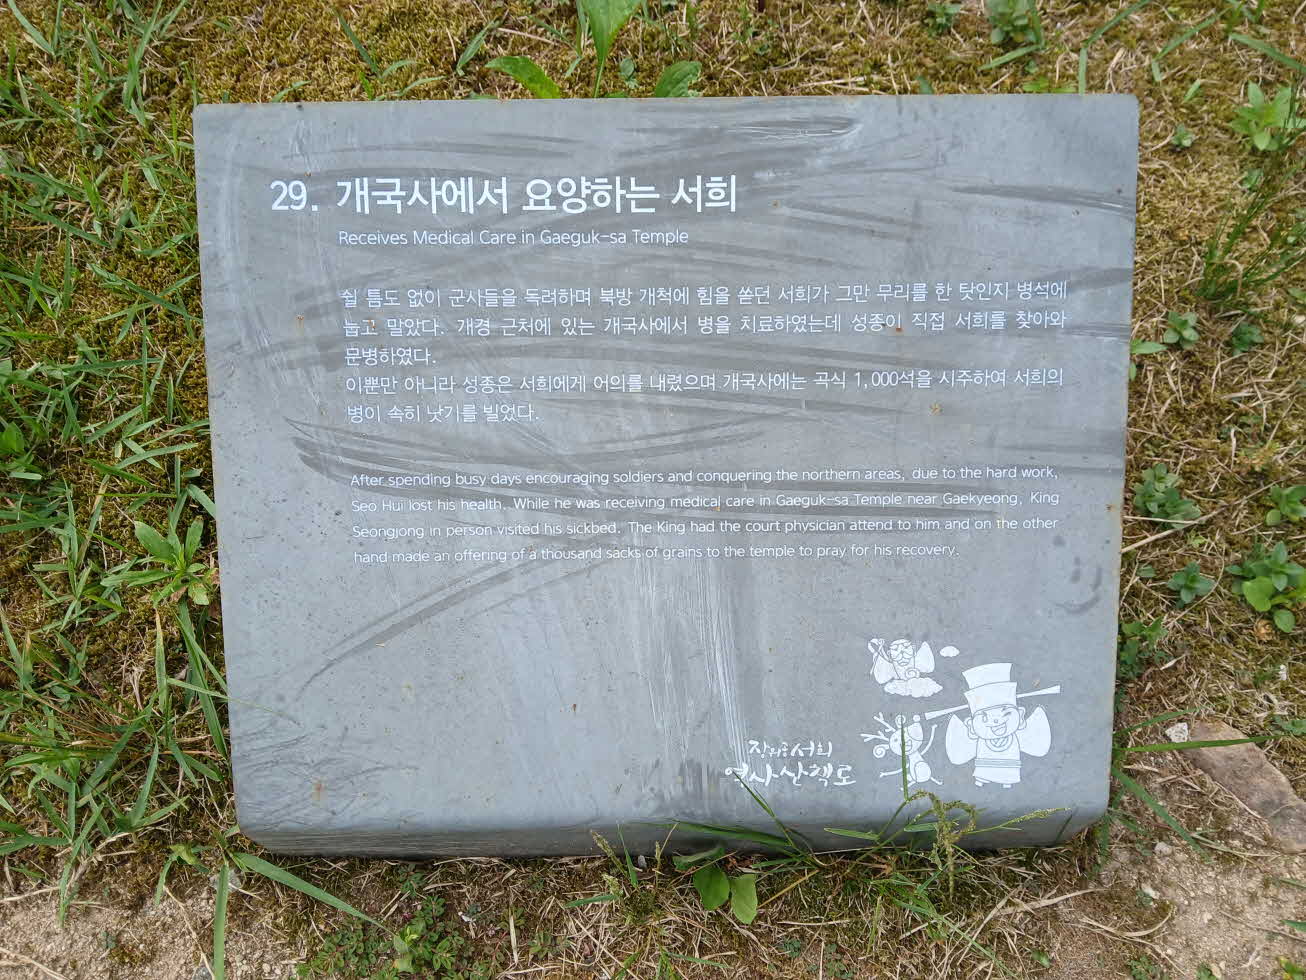 29. 개국사에서 요양하는 서희
Receives Medical Care in Gaeguk-sa Temple
쉴 틈도 없이 군사들을 독려하며 북방 개척에 힘을 쏟던 서희가 그만 무리를 한 탓인지 병석에
눕고 말았다. 개경 근처에 있는 개국사에서 병을 치료하였는데 성종이 직접 서희를 찾아와
문병하였다.
이뿐만 아니라 성종은 서희에게 어의를 내렸으며 개국사에는 곡식 1,000석을 시주하여 서희의
병이 속히 낫기를 빌었다.
After spending busy days encouraging soldiers and conquering the northern areas, due to the hard work,
Seo Hui lost his health. While he was receiving medical care in Gaeguk-sa Temple near Gaekyeong, King
Seongjong in person visited his sickbed. The King had the court physician attend to him and on the other
hand made an offering of a thousand sacks of grains to the temple to pray for his recovery.
장위공서희
역사산책로